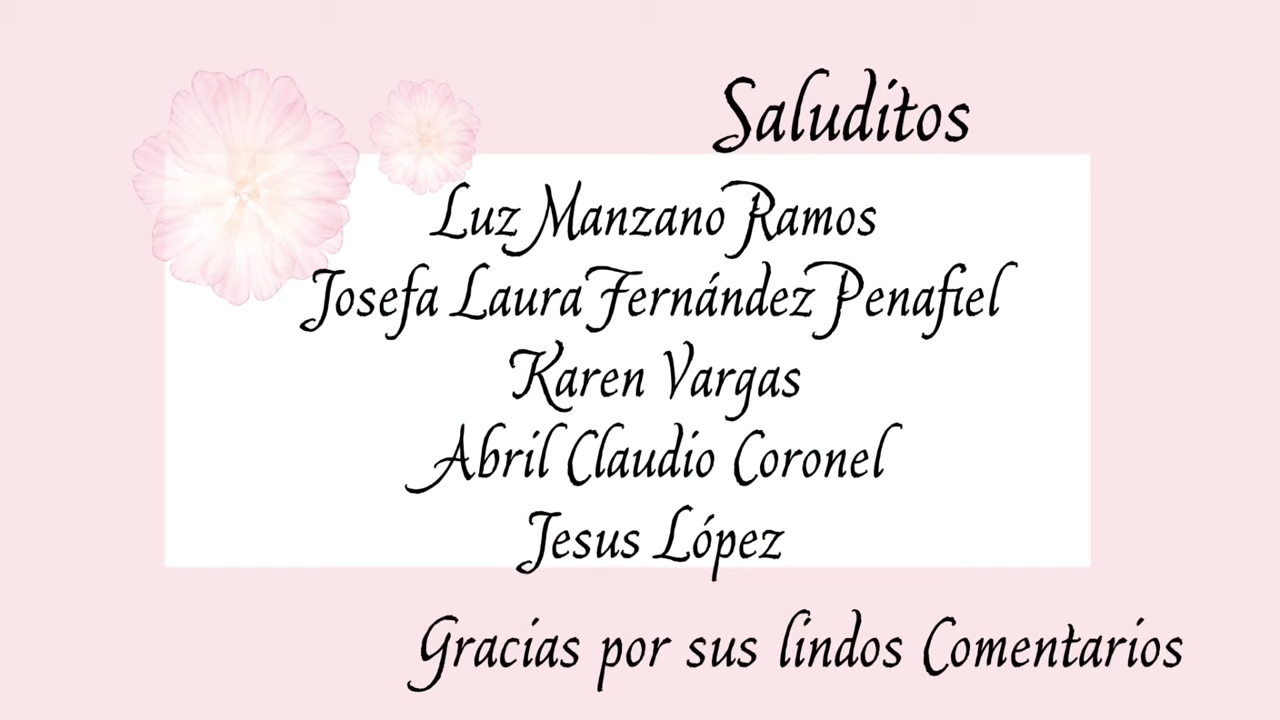 Saluditos
Luz Manzano Ramos
Josefa Laura Fernández Penafiel
Karen Vargas
Abril Claudio Coronel
Jesus López
Gracias por sus lindos Comentarios